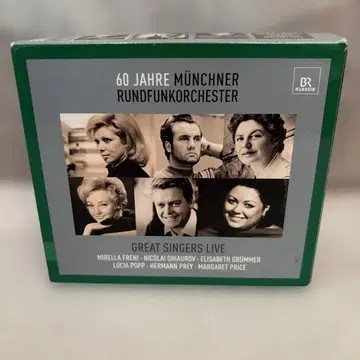 60 JAHRE MÜNCHNER
RUNDFUNKORCHESTER
BR
KLASSIK
GREAT SINGERS LIVE
MIRELLA FRENI · NICOLAI GHIAUROV · ELISABETH GRÜMMER
LUCIA POPP · HERMANN PREY · MARGARET PRICE